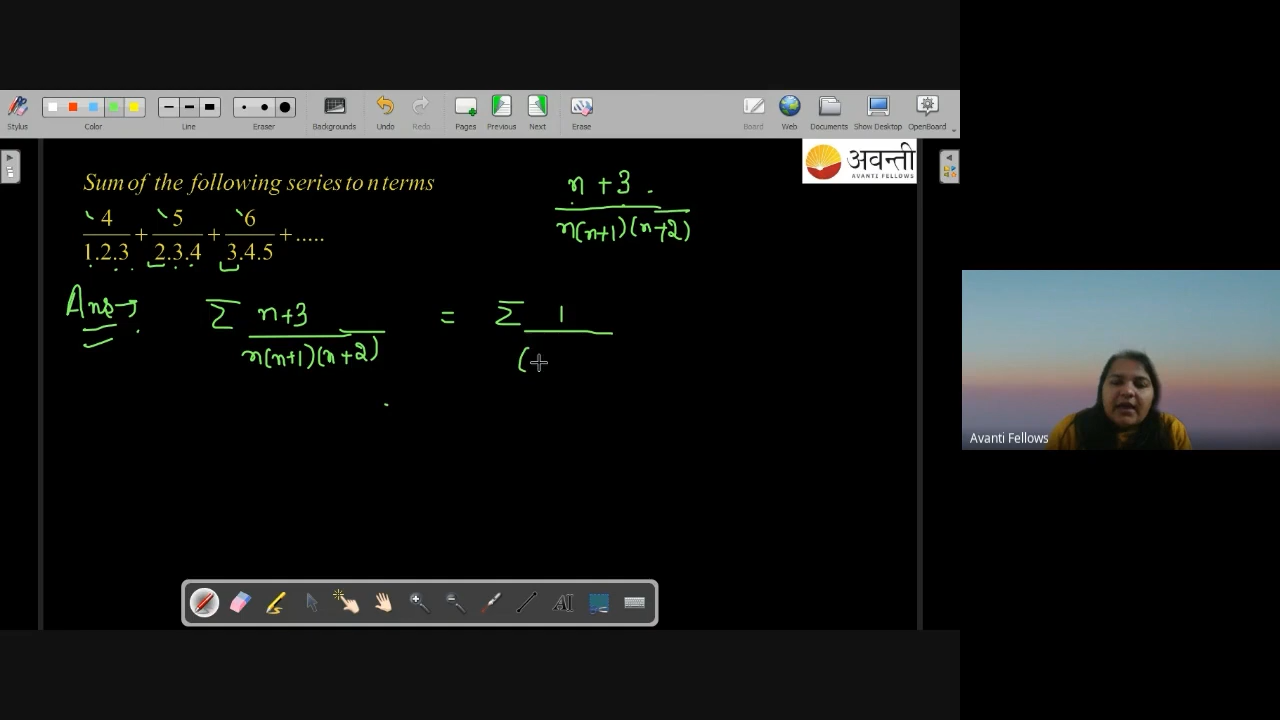 Stylus Color Line Eraser Backgrounds Undo Redo Pages Previous Next Erase Board Web Documents Show Desktop OpenBoard
अवन्ती
AVANTI FELLOWS
Sum of the following series to n terms
4/1.2.3 + 5/2.3.4 + 6/3.4.5 + .....
n + 3 / n(n+1)(n+2)
Ans→ Σ n+3 / n(n+1)(n+2) = Σ 1 / (
AI
Avanti Fellows